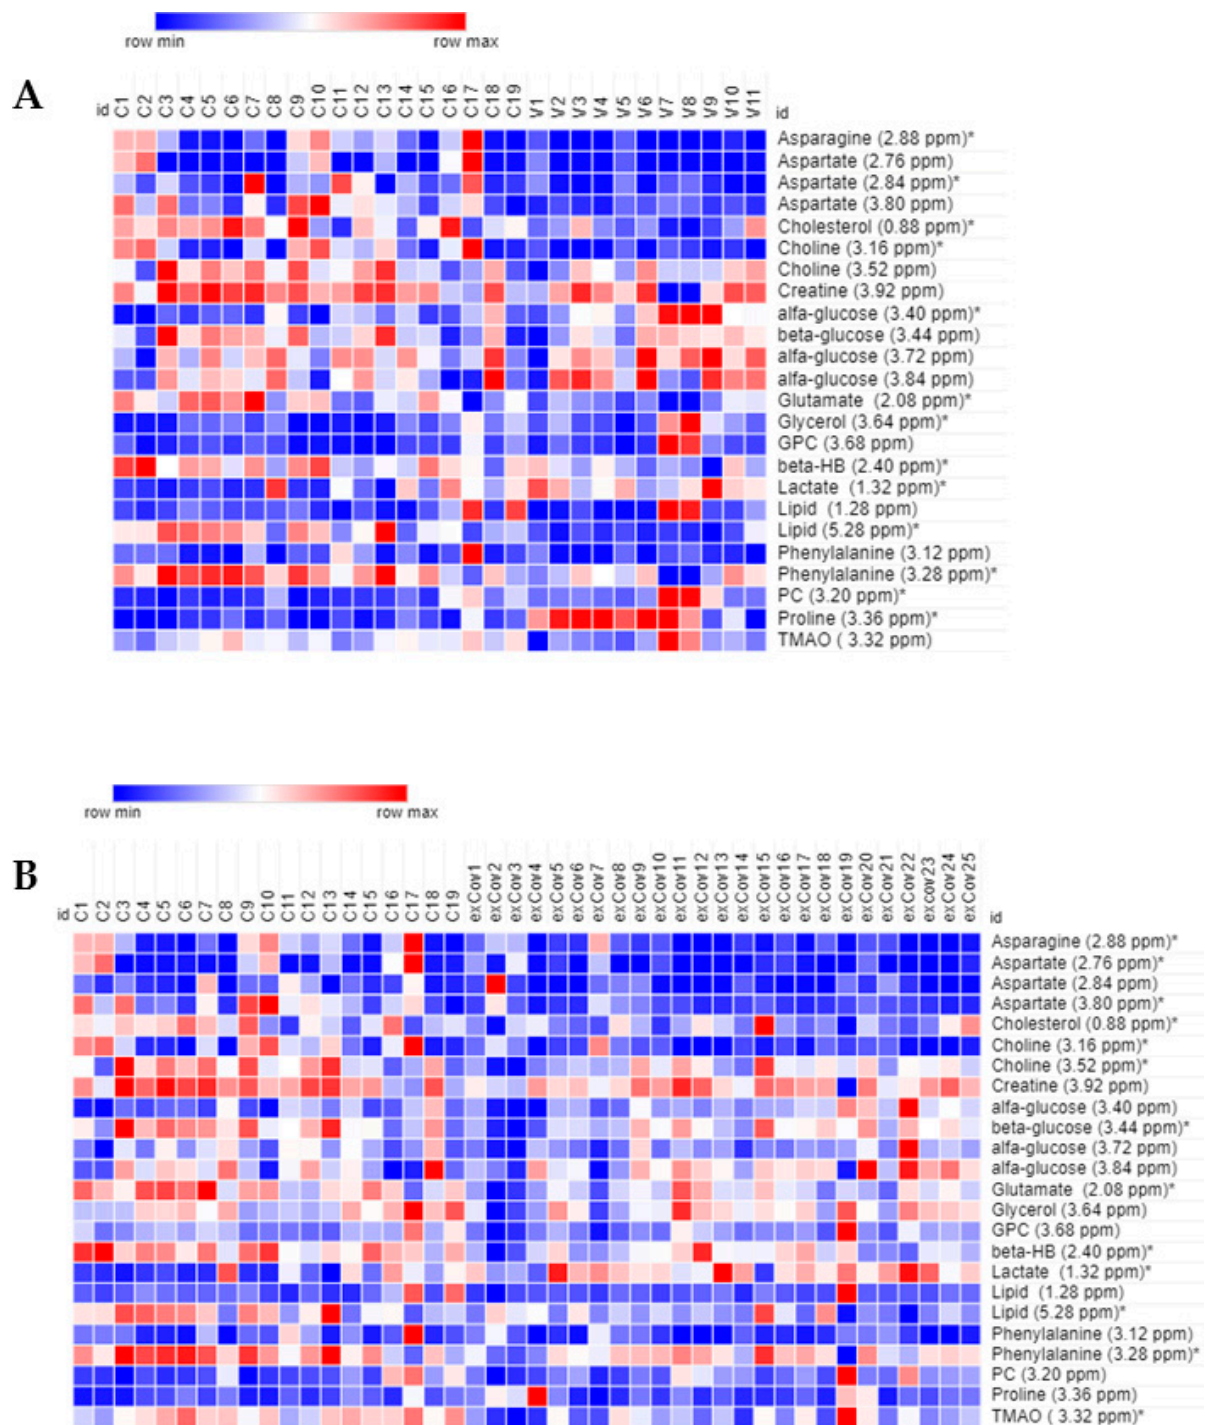 row min row max
A
id C1 C2 C3 C4 C5 C6 C7 C8 C9 C10 C11 C12 C13 C14 C15 C16 C17 C18 C19 V1 V2 V3 V4 V5 V6 V7 V8 V9 V10 V11 id
Asparagine (2.88 ppm)*
Aspartate (2.76 ppm)
Aspartate (2.84 ppm)*
Aspartate (3.80 ppm)
Cholesterol (0.88 ppm)*
Choline (3.16 ppm)*
Choline (3.52 ppm)
Creatine (3.92 ppm)
alfa-glucose (3.40 ppm)*
beta-glucose (3.44 ppm)
alfa-glucose (3.72 ppm)
alfa-glucose (3.84 ppm)
Glutamate (2.08 ppm)*
Glycerol (3.64 ppm)*
GPC (3.68 ppm)
beta-HB (2.40 ppm)*
Lactate (1.32 ppm)*
Lipid (1.28 ppm)
Lipid (5.28 ppm)*
Phenylalanine (3.12 ppm)
Phenylalanine (3.28 ppm)*
PC (3.20 ppm)*
Proline (3.36 ppm)*
TMAO ( 3.32 ppm)
row min row max
B
id C1 C2 C3 C4 C5 C6 C7 C8 C9 C10 C11 C12 C13 C14 C15 C16 C17 C18 C19 exCov1 exCov2 exCov3 exCov4 exCov5 exCov6 exCov7 exCov8 exCov9 exCov10 exCov11 exCov12 exCov13 exCov14 exCov15 exCov16 exCov17 exCov18 exCov19 exCov20 exCov21 exCov22 excov23 exCov24 exCov25 id
Asparagine (2.88 ppm)*
Aspartate (2.76 ppm)*
Aspartate (2.84 ppm)
Aspartate (3.80 ppm)*
Cholesterol (0.88 ppm)*
Choline (3.16 ppm)*
Choline (3.52 ppm)*
Creatine (3.92 ppm)
alfa-glucose (3.40 ppm)
beta-glucose (3.44 ppm)*
alfa-glucose (3.72 ppm)
alfa-glucose (3.84 ppm)
Glutamate (2.08 ppm)*
Glycerol (3.64 ppm)
GPC (3.68 ppm)
beta-HB (2.40 ppm)*
Lactate (1.32 ppm)*
Lipid (1.28 ppm)
Lipid (5.28 ppm)*
Phenylalanine (3.12 ppm)
Phenylalanine (3.28 ppm)*
PC (3.20 ppm)
Proline (3.36 ppm)
TMAO ( 3.32 ppm)*